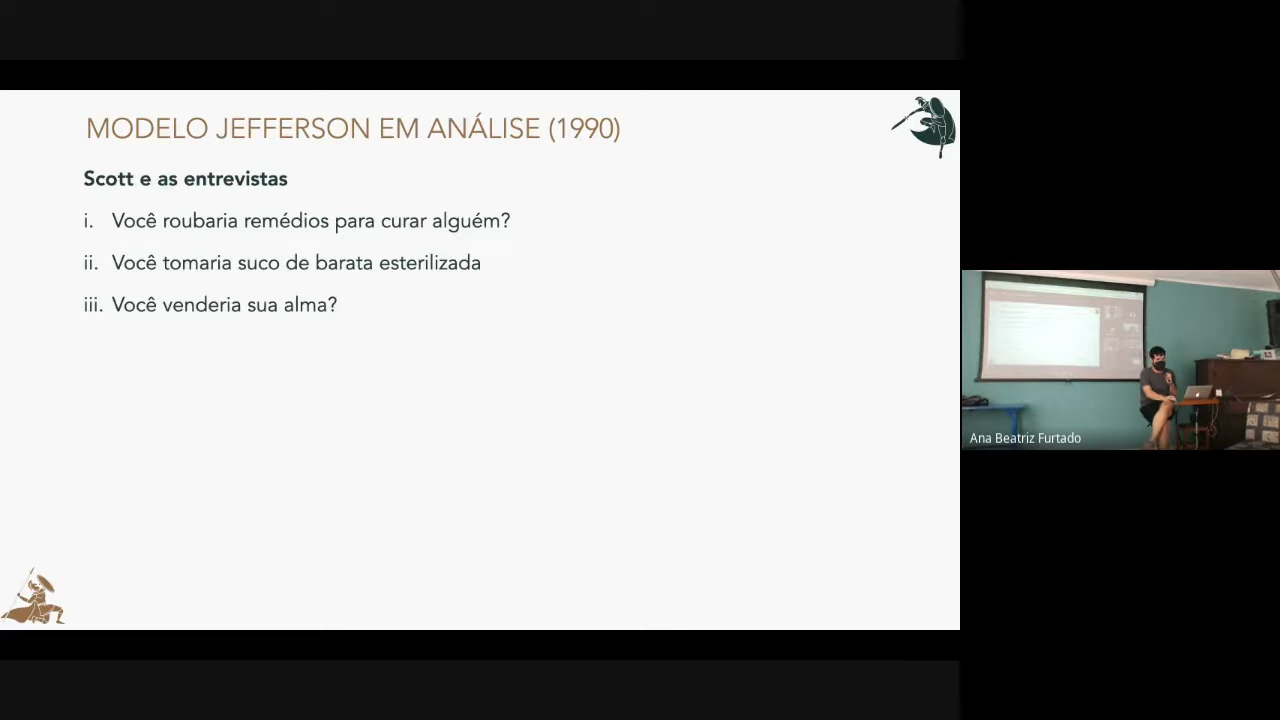 MODELO JEFFERSON EM ANÁLISE (1990)
Scott e as entrevistas
i. Você roubaria remédios para curar alguém?
ii. Você tomaria suco de barata esterilizada
iii. Você venderia sua alma?
Ana Beatriz Furtado